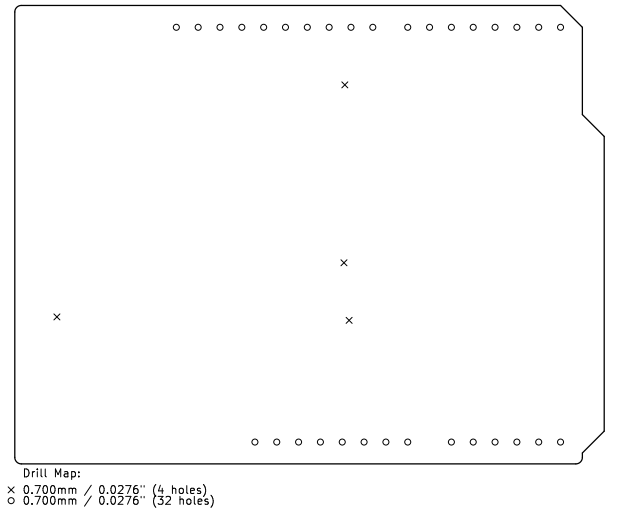 Drill Map:
× 0.700mm / 0.0276" (4 holes)
○ 0.700mm / 0.0276" (32 holes)